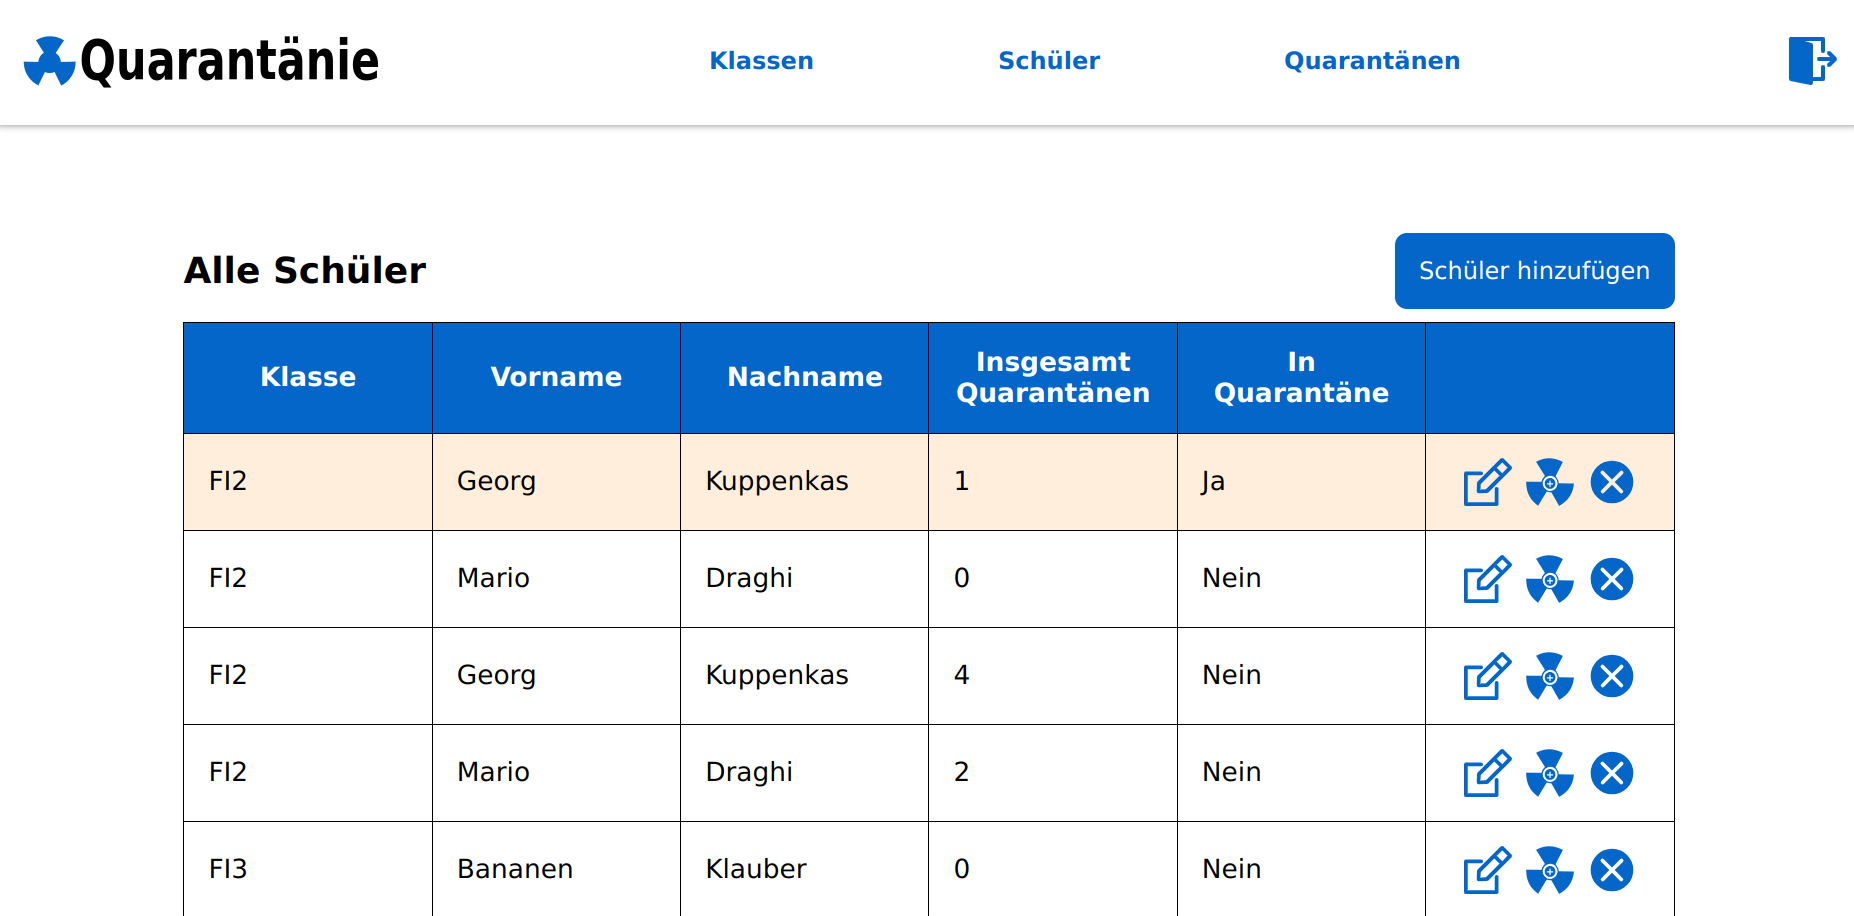 Quarantänie
Klassen Schüler Quarantänen
Alle Schüler
Schüler hinzufügen
Klasse Vorname Nachname Insgesamt Quarantänen In Quarantäne
FI2 Georg Kuppenkas 1 Ja
FI2 Mario Draghi 0 Nein
FI2 Georg Kuppenkas 4 Nein
FI2 Mario Draghi 2 Nein
FI3 Bananen Klauber 0 Nein